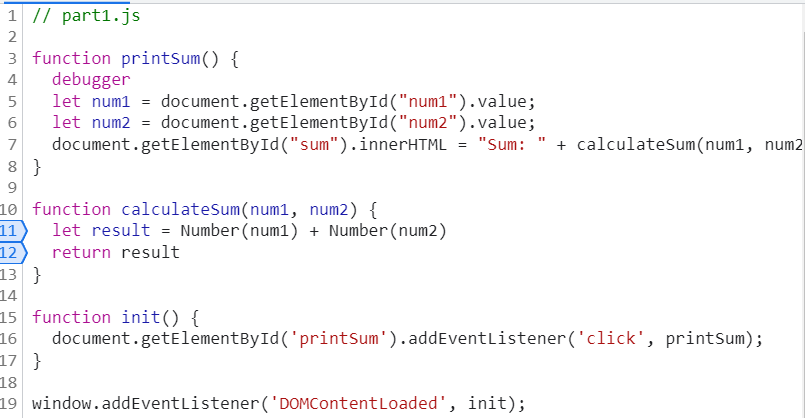 1 // part1.js
2
3 function printSum() {
4   debugger
5   let num1 = document.getElementById("num1").value;
6   let num2 = document.getElementById("num2").value;
7   document.getElementById("sum").innerHTML = "Sum: " + calculateSum(num1, num2
8 }
9
10 function calculateSum(num1, num2) {
11   let result = Number(num1) + Number(num2)
12   return result
13 }
14
15 function init() {
16   document.getElementById('printSum').addEventListener('click', printSum);
17 }
18
19 window.addEventListener('DOMContentLoaded', init);